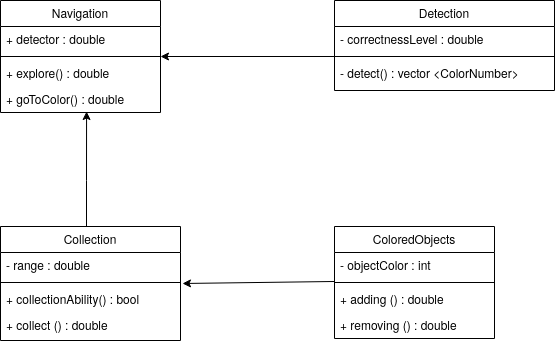 Navigation
+ detector : double
+ explore() : double
+ goToColor() : double
Detection
- correctnessLevel : double
- detect() : vector <ColorNumber>
Collection
- range : double
+ collectionAbility() : bool
+ collect () : double
ColoredObjects
- objectColor : int
+ adding () : double
+ removing () : double